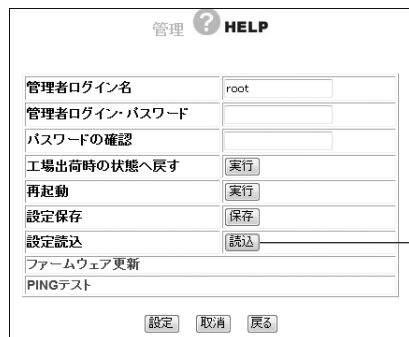 管理 ? HELP
管理者ログイン名 root
管理者ログイン・パスワード
パスワードの確認
工場出荷時の状態へ戻す 実行
再起動 実行
設定保存 保存
設定読込 読込
ファームウェア更新
PINGテスト
設定 取消 戻る